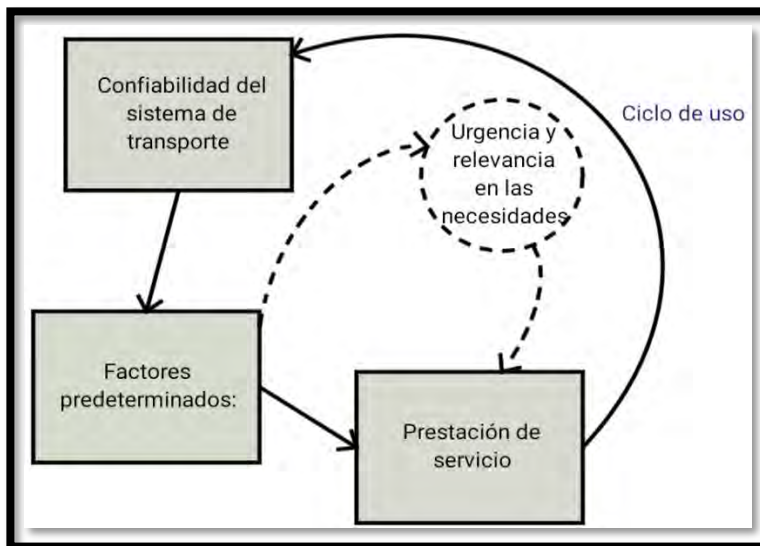 Confiabilidad del
sistema de
transporte
Ciclo de uso
Urgencia y
relevancia
en las
necesidades
Factores
predeterminados:
Prestación de
servicio